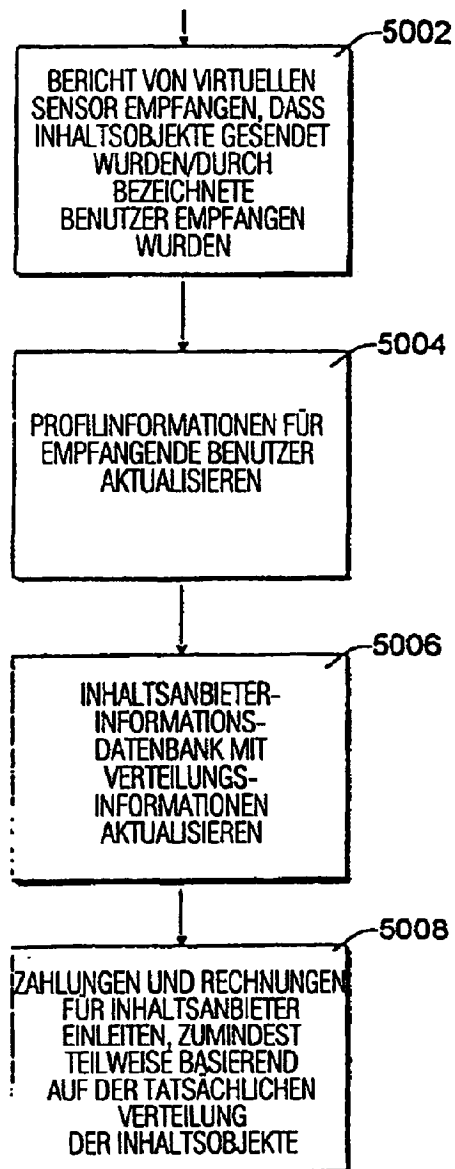 5002
BERICHT VON VIRTUELLEN
SENSOR EMPFANGEN, DASS
INHALTSOBJEKTE GESENDET
WURDEN/DURCH
BEZEICHNETE
BENUTZER EMPFANGEN
WURDEN
5004
PROFILINFORMATIONEN FÜR
EMPFANGENDE BENUTZER
AKTUALISIEREN
5006
INHALTSANBIETER-
INFORMATIONS-
DATENBANK MIT
VERTEILUNGS-
INFORMATIONEN
AKTUALISIEREN
5008
ZAHLUNGEN UND RECHNUNGEN
FÜR INHALTSANBIETER
EINLEITEN, ZUMINDEST
TEILWEISE BASIEREND
AUF DER TATSÄCHLICHEN
VERTEILUNG
DER INHALTSOBJEKTE